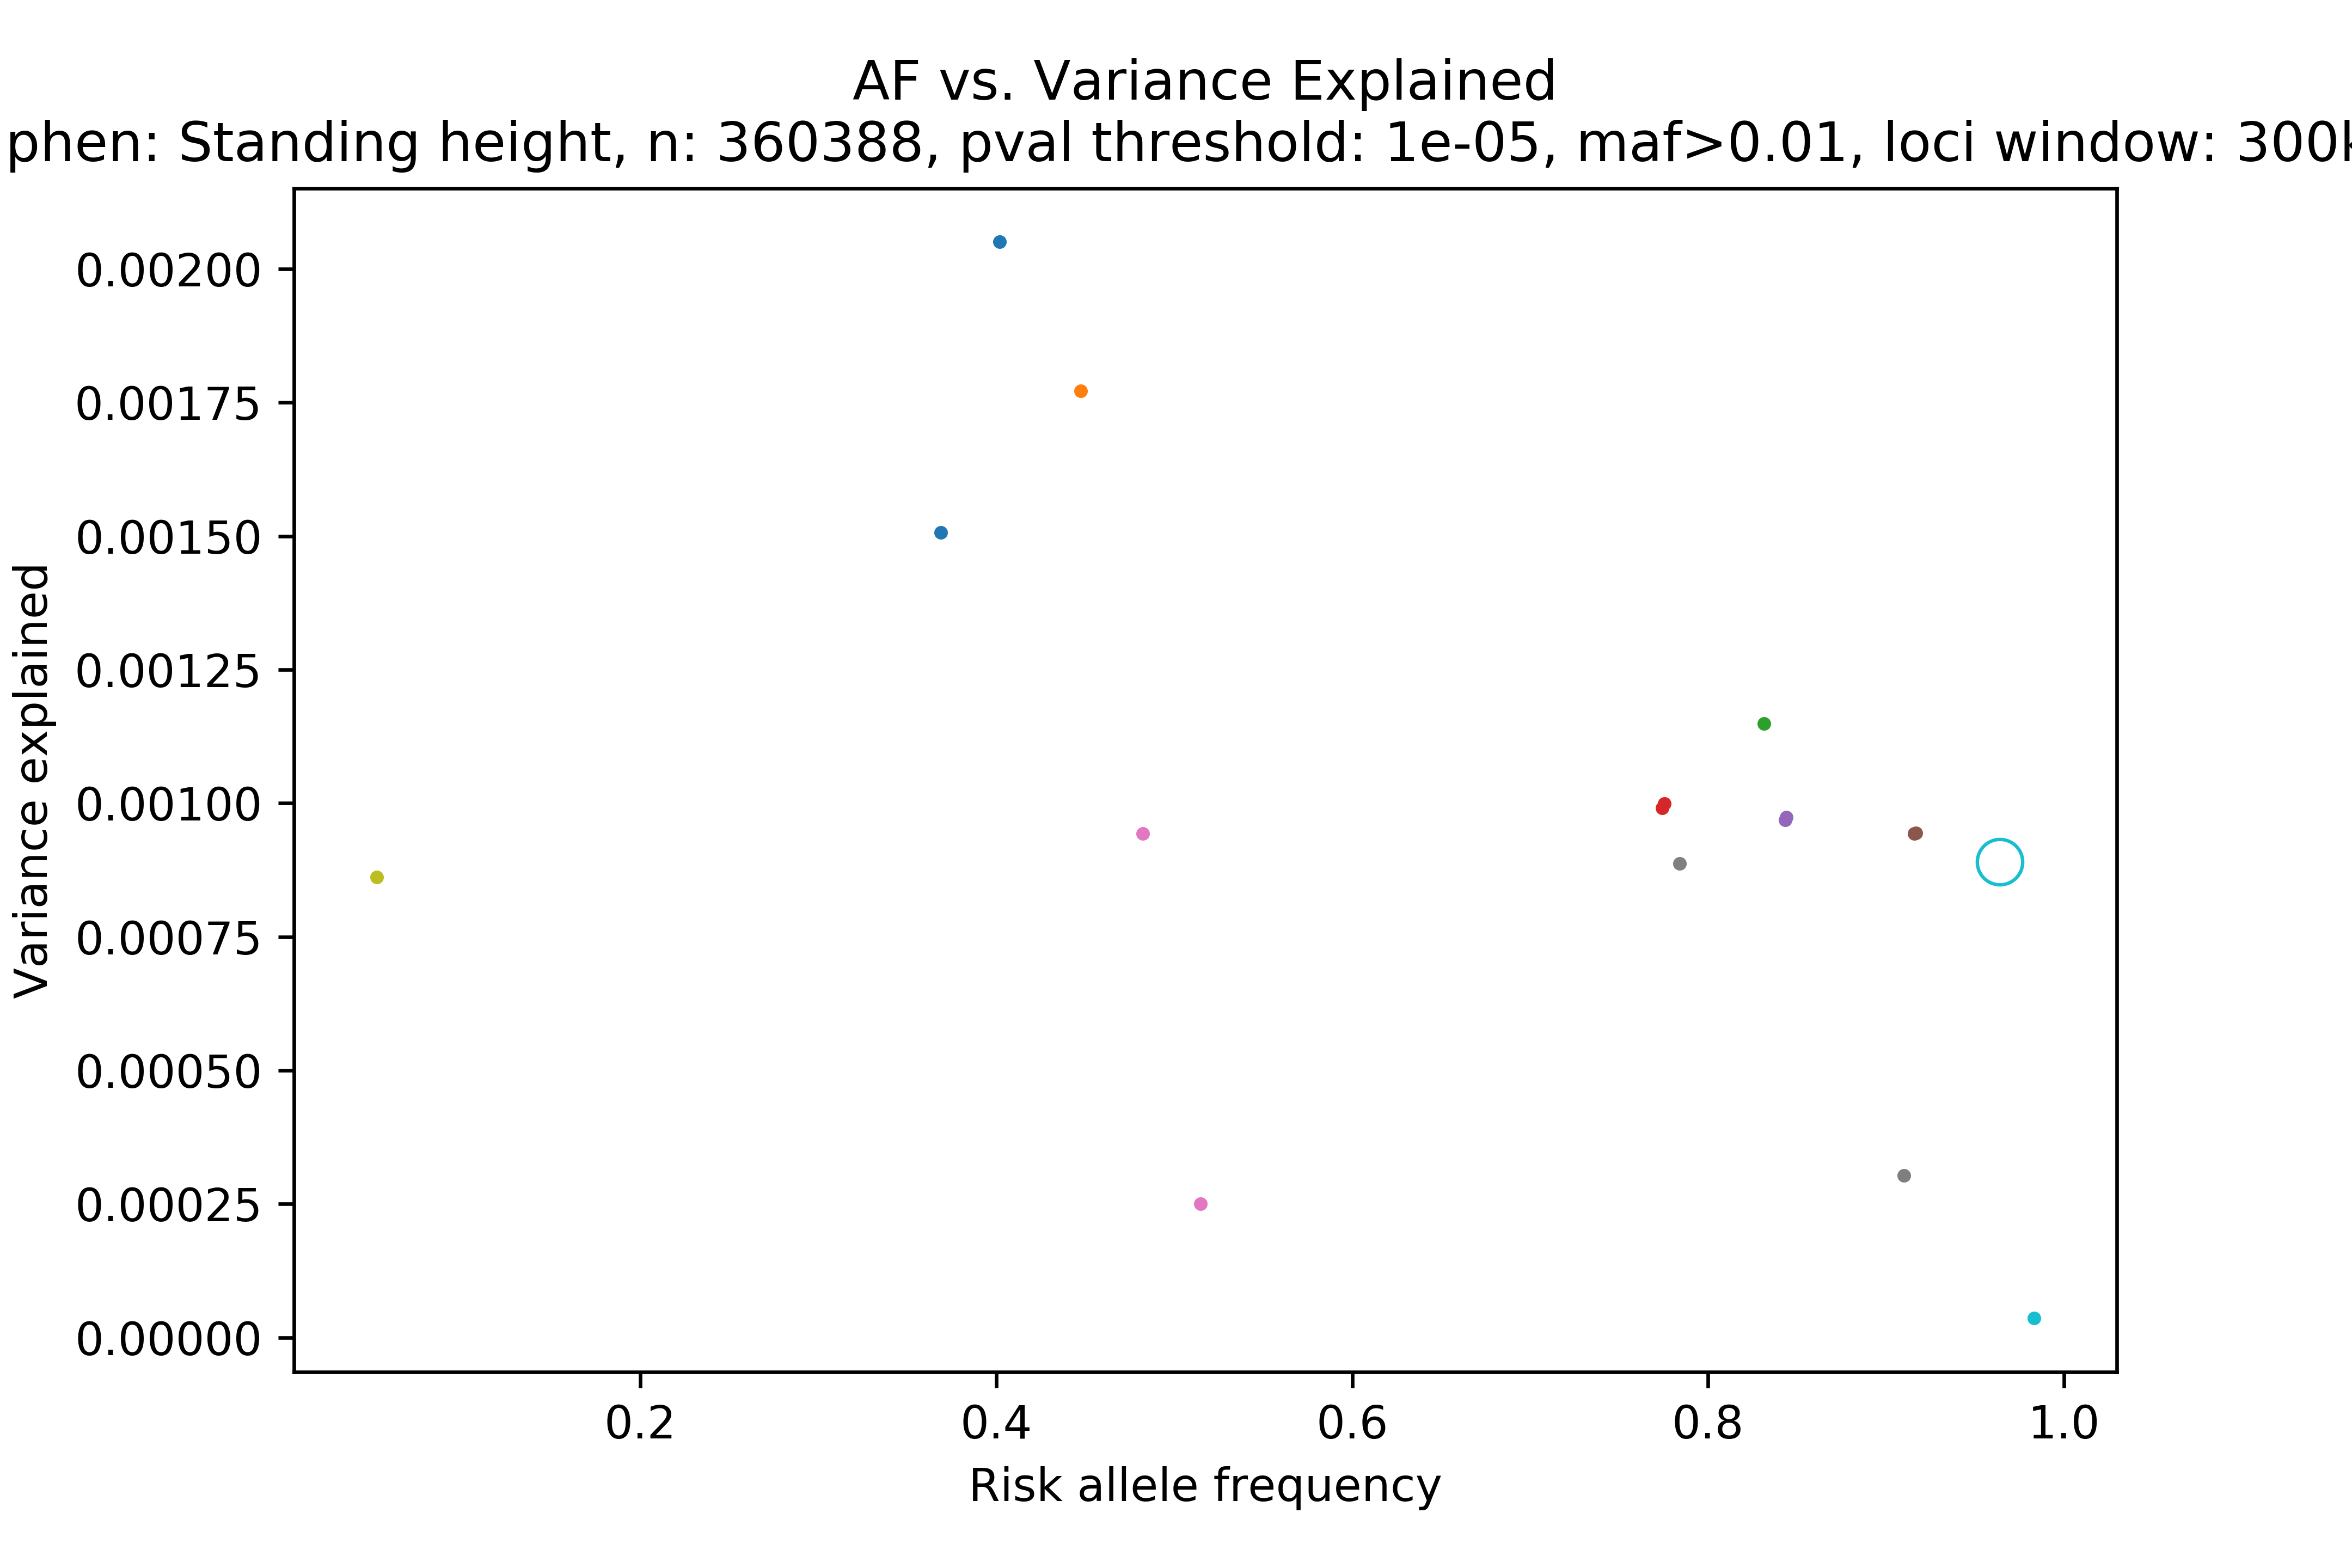 AF vs. Variance Explained
phen: Standing height, n: 360388, pval threshold: 1e-05, maf>0.01, loci window: 300k
0.00200
0.00175
0.00150
0.00125
0.00100
0.00075
0.00050
0.00025
0.00000
Variance explained
0.2 0.4 0.6 0.8 1.0
Risk allele frequency